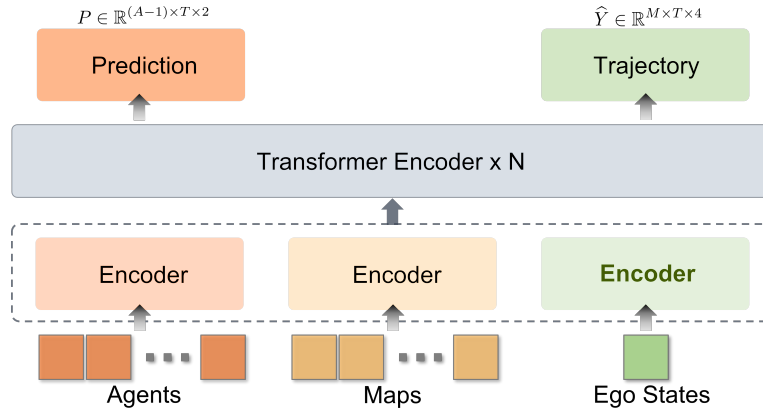 P ∈ ℝ^{(A−1)×T×2}
Ŷ ∈ ℝ^{M×T×4}
Prediction
Trajectory
Transformer Encoder x N
Encoder
Encoder
Encoder
Agents
Maps
Ego States